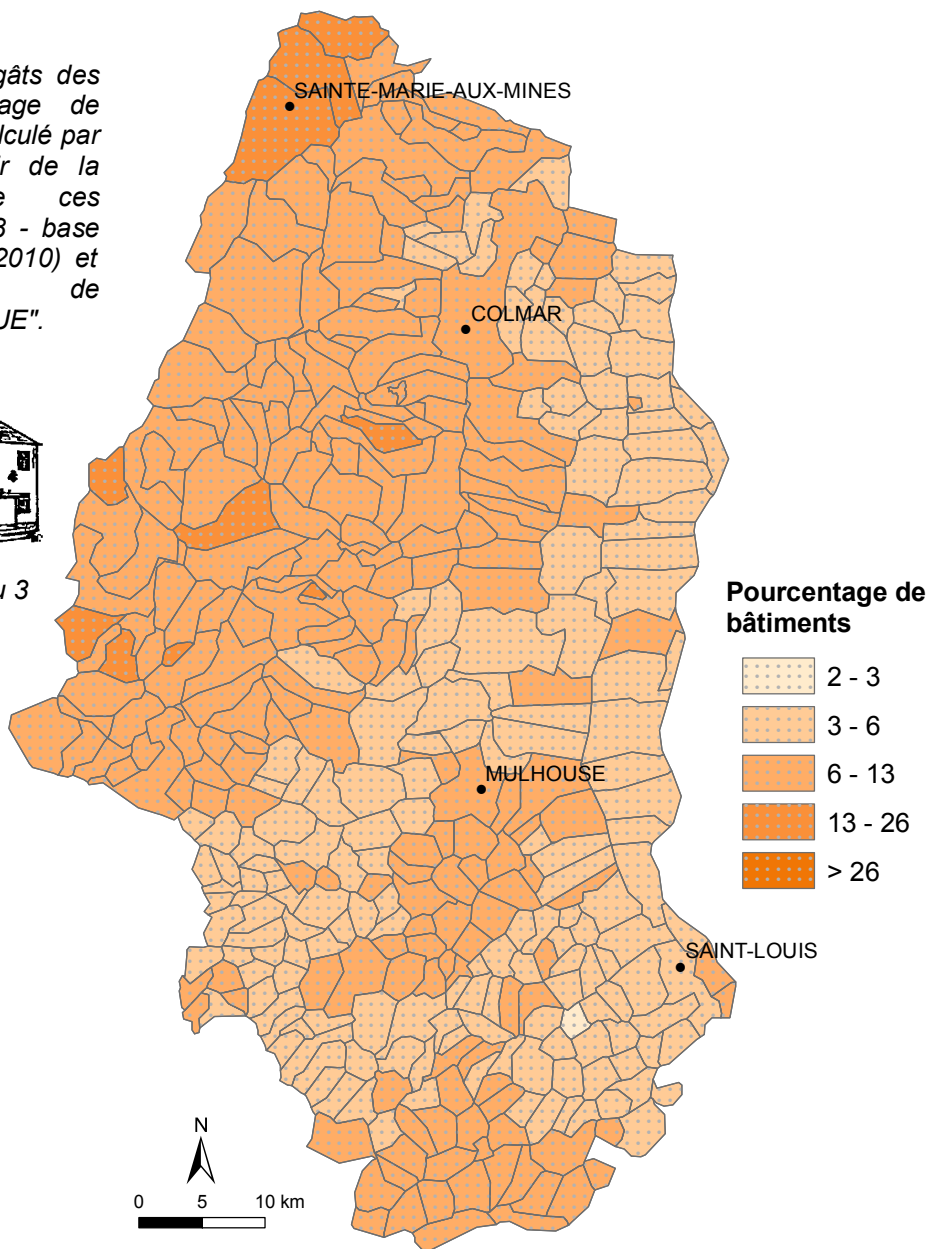 gâts des
age de
lculé par
r de la
e ces
3 - base
2010) et
de
UE".
u 3
SAINTE-MARIE-AUX-MINES
COLMAR
MULHOUSE
SAINT-LOUIS
Pourcentage de
bâtiments
2 - 3
3 - 6
6 - 13
13 - 26
> 26
N
0 5 10 km